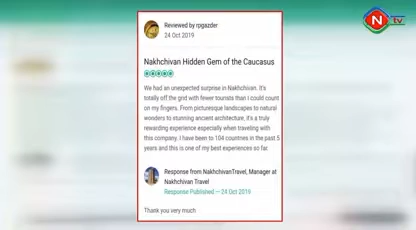 N tv
Reviewed by rpgazder
24 Oct 2019
Nakhchivan Hidden Gem of the Caucasus
We had an unexpected surprise in Nakhchivan. It's
totally off the grid with fewer tourists than I could count
on my fingers. From picturesque landscapes to natural
wonders to stunning ancient architecture, it's a truly
rewarding experience especially when traveling with
this company. I have been to 104 countries in the past 5
years and this is one of my best experiences so far.
Response from NakhchivanTravel, Manager at
Nakhchivan Travel
Response Published — 24 Oct 2019
Thank you very much